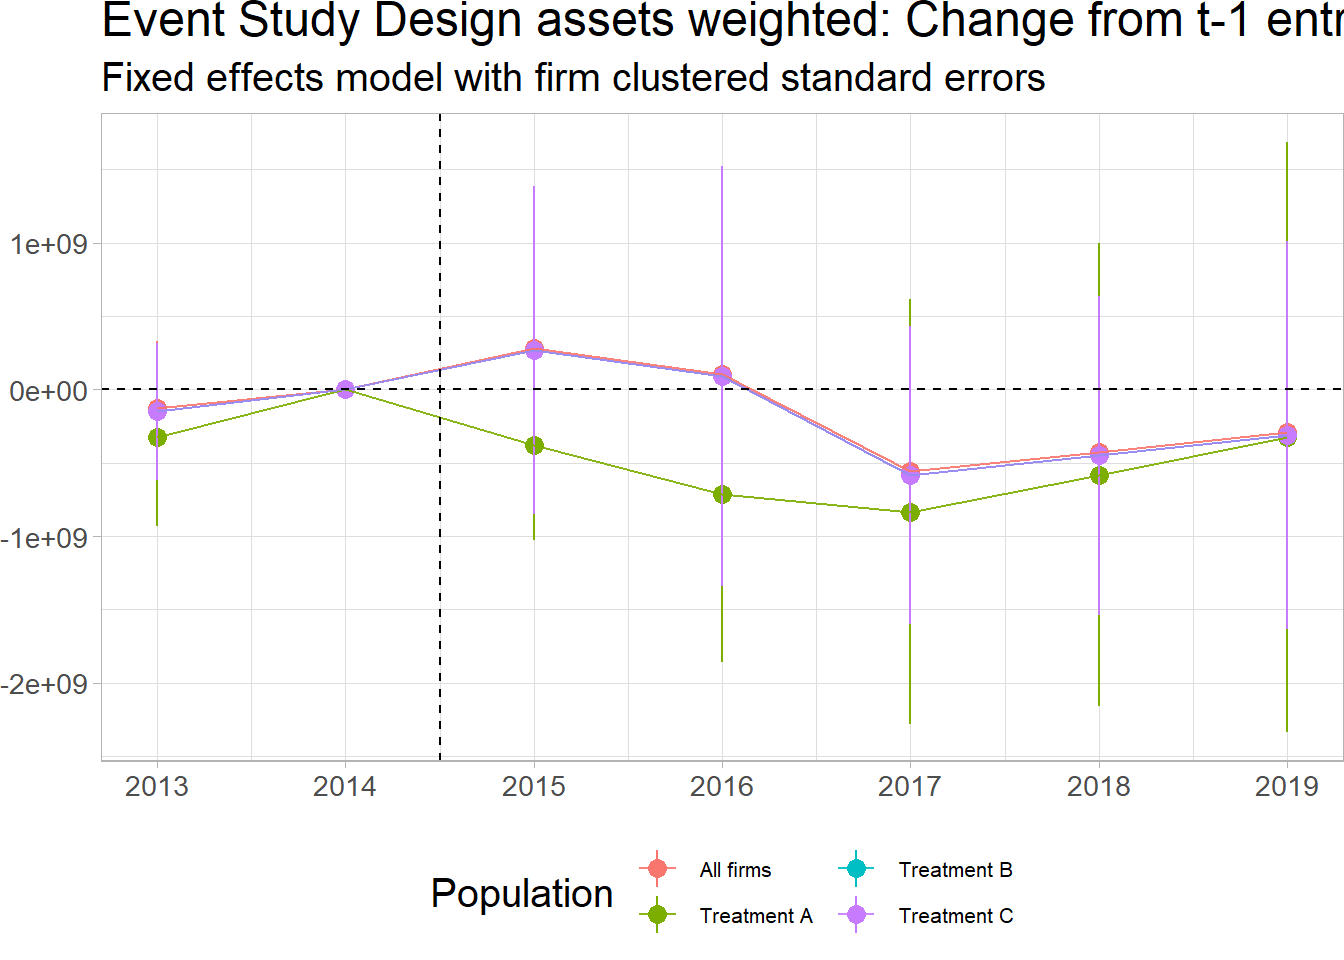 Event Study Design assets weighted: Change from t-1 entr
Fixed effects model with firm clustered standard errors
1e+09
0e+00
-1e+09
-2e+09
2013 2014 2015 2016 2017 2018 2019
Population
All firms
Treatment B
Treatment A
Treatment C